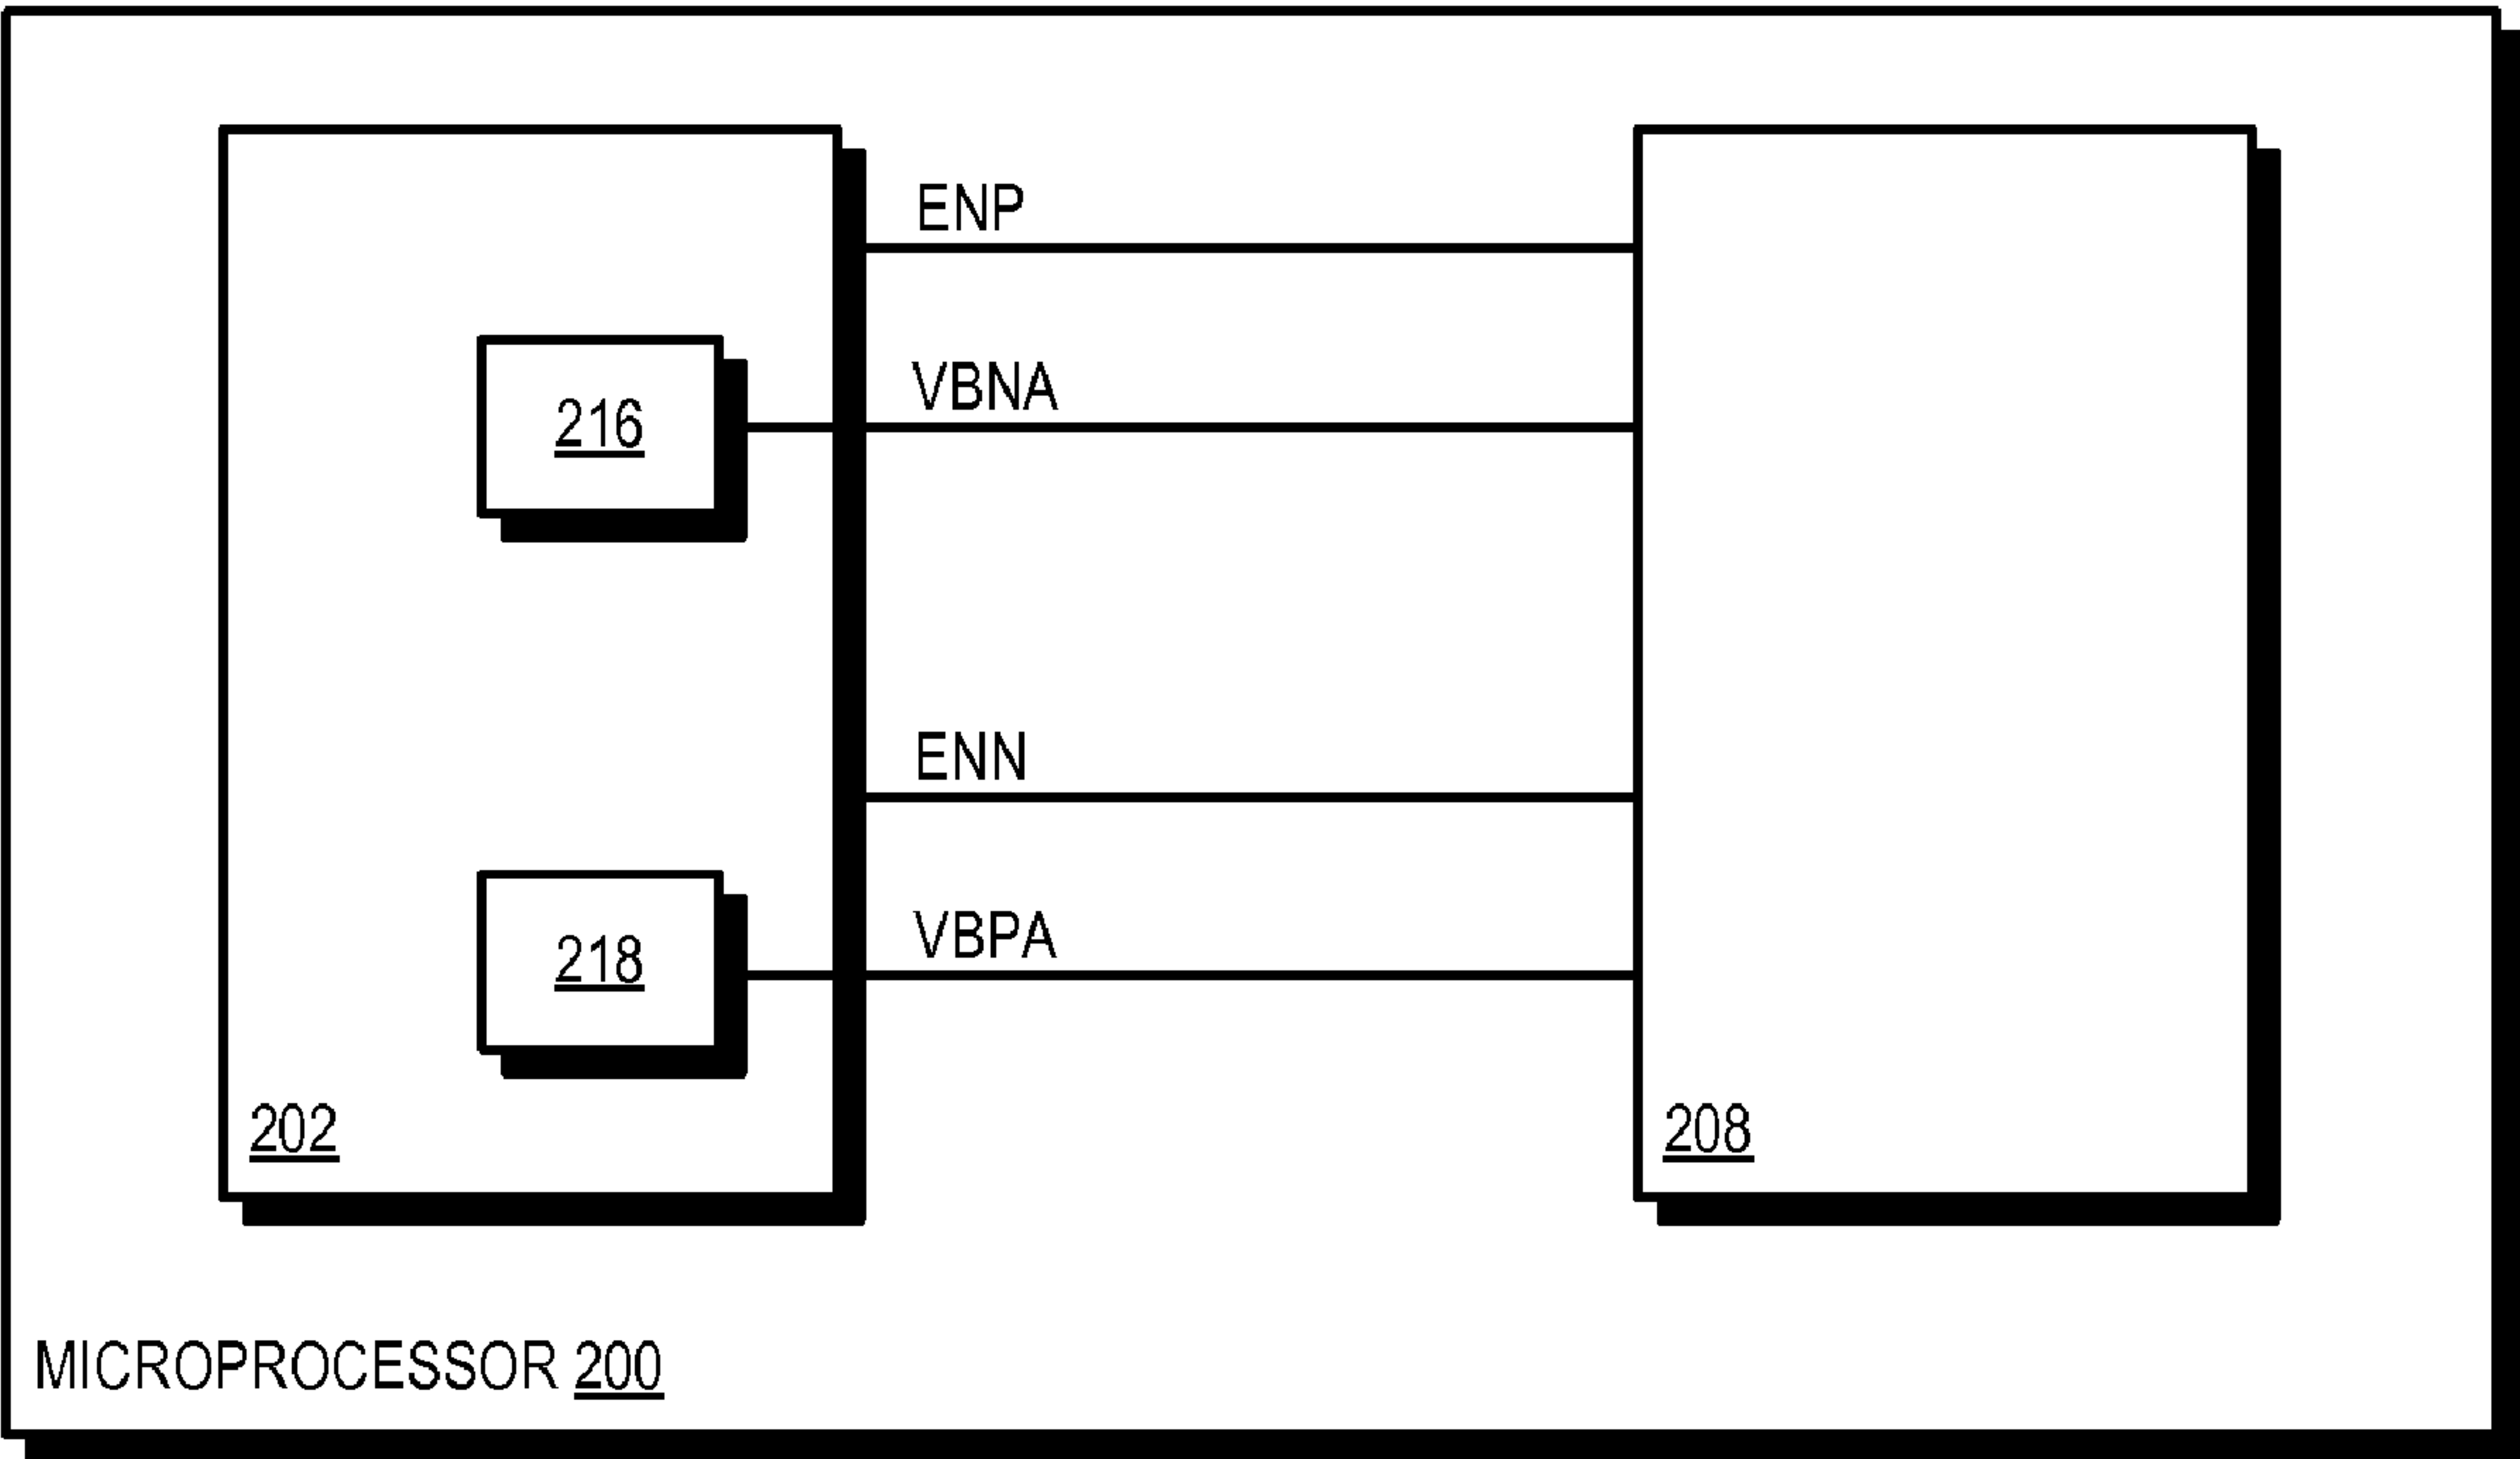 ENP
VBNA
216
ENN
VBPA
218
202
208
MICROPROCESSOR 200